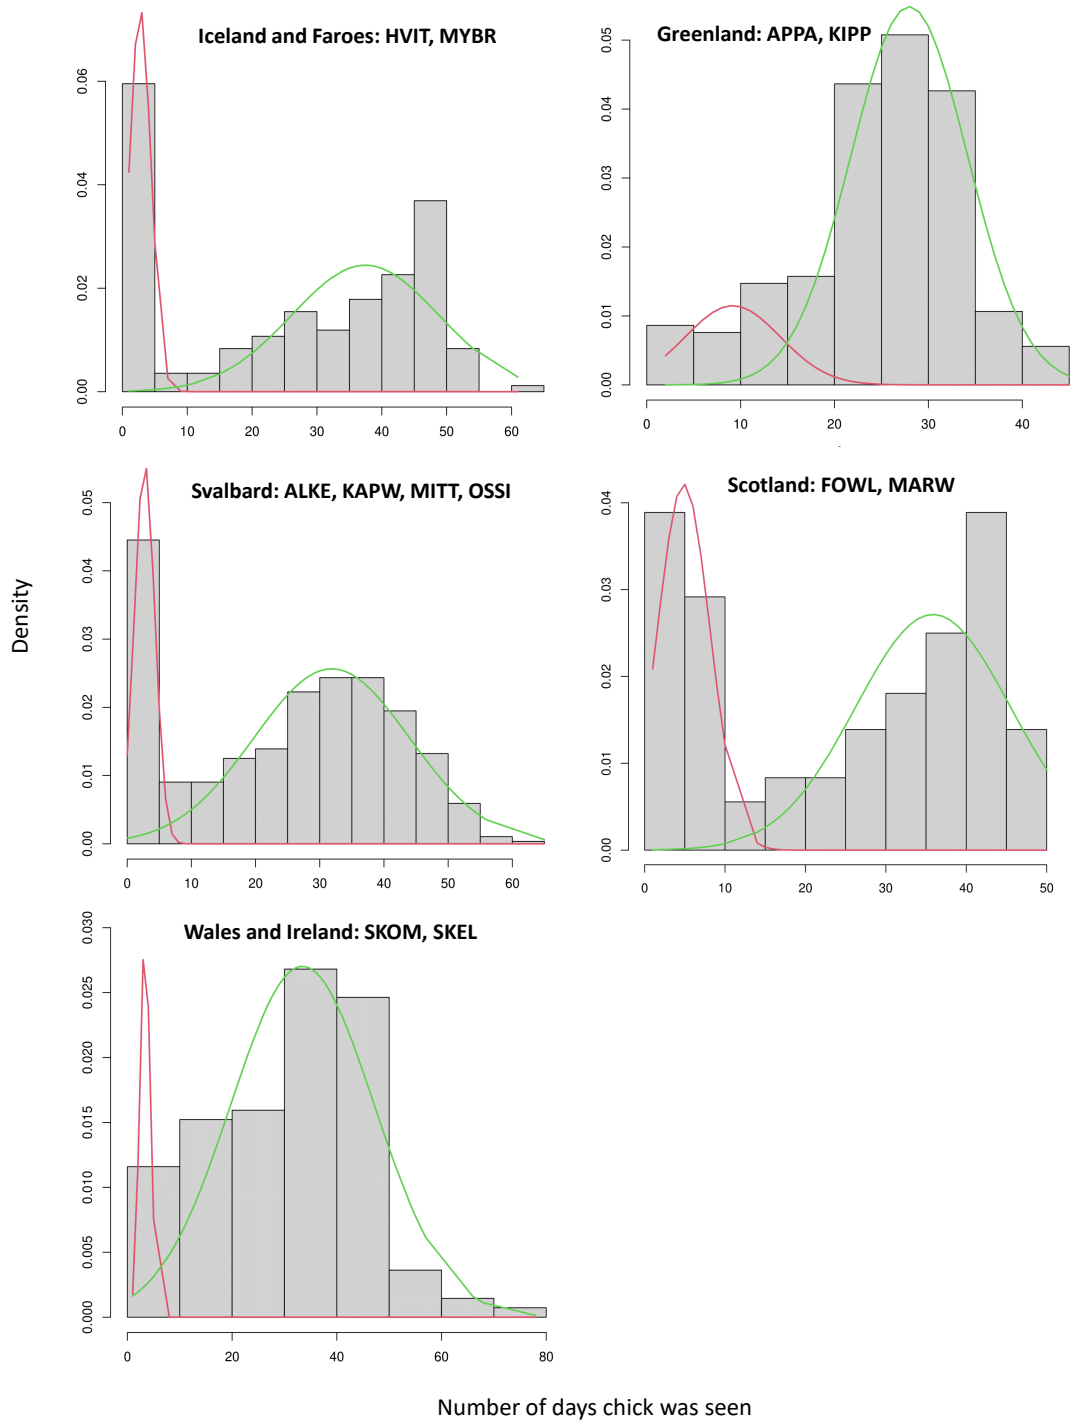 Iceland and Faroes: HVIT, MYBR
0.00 0.02 0.04 0.06
0 10 20 30 40 50 60
Greenland: APPA, KIPP
0.00 0.01 0.02 0.03 0.04 0.05
0 10 20 30 40
Svalbard: ALKE, KAPW, MITT, OSSI
0.00 0.01 0.02 0.03 0.04 0.05
0 10 20 30 40 50 60
Scotland: FOWL, MARW
0.00 0.01 0.02 0.03 0.04
0 10 20 30 40 50
Density
Wales and Ireland: SKOM, SKEL
0.000 0.005 0.010 0.015 0.020 0.025 0.030
0 20 40 60 80
Number of days chick was seen